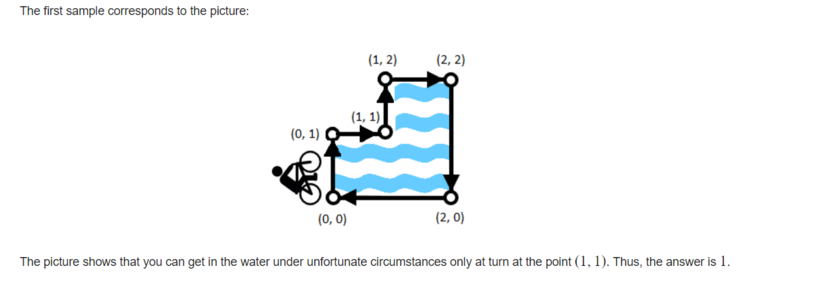 The first sample corresponds to the picture:
(1, 2) (2, 2)
(1, 1)
(0, 1)
(0, 0) (2, 0)
The picture shows that you can get in the water under unfortunate circumstances only at turn at the point (1, 1). Thus, the answer is 1.